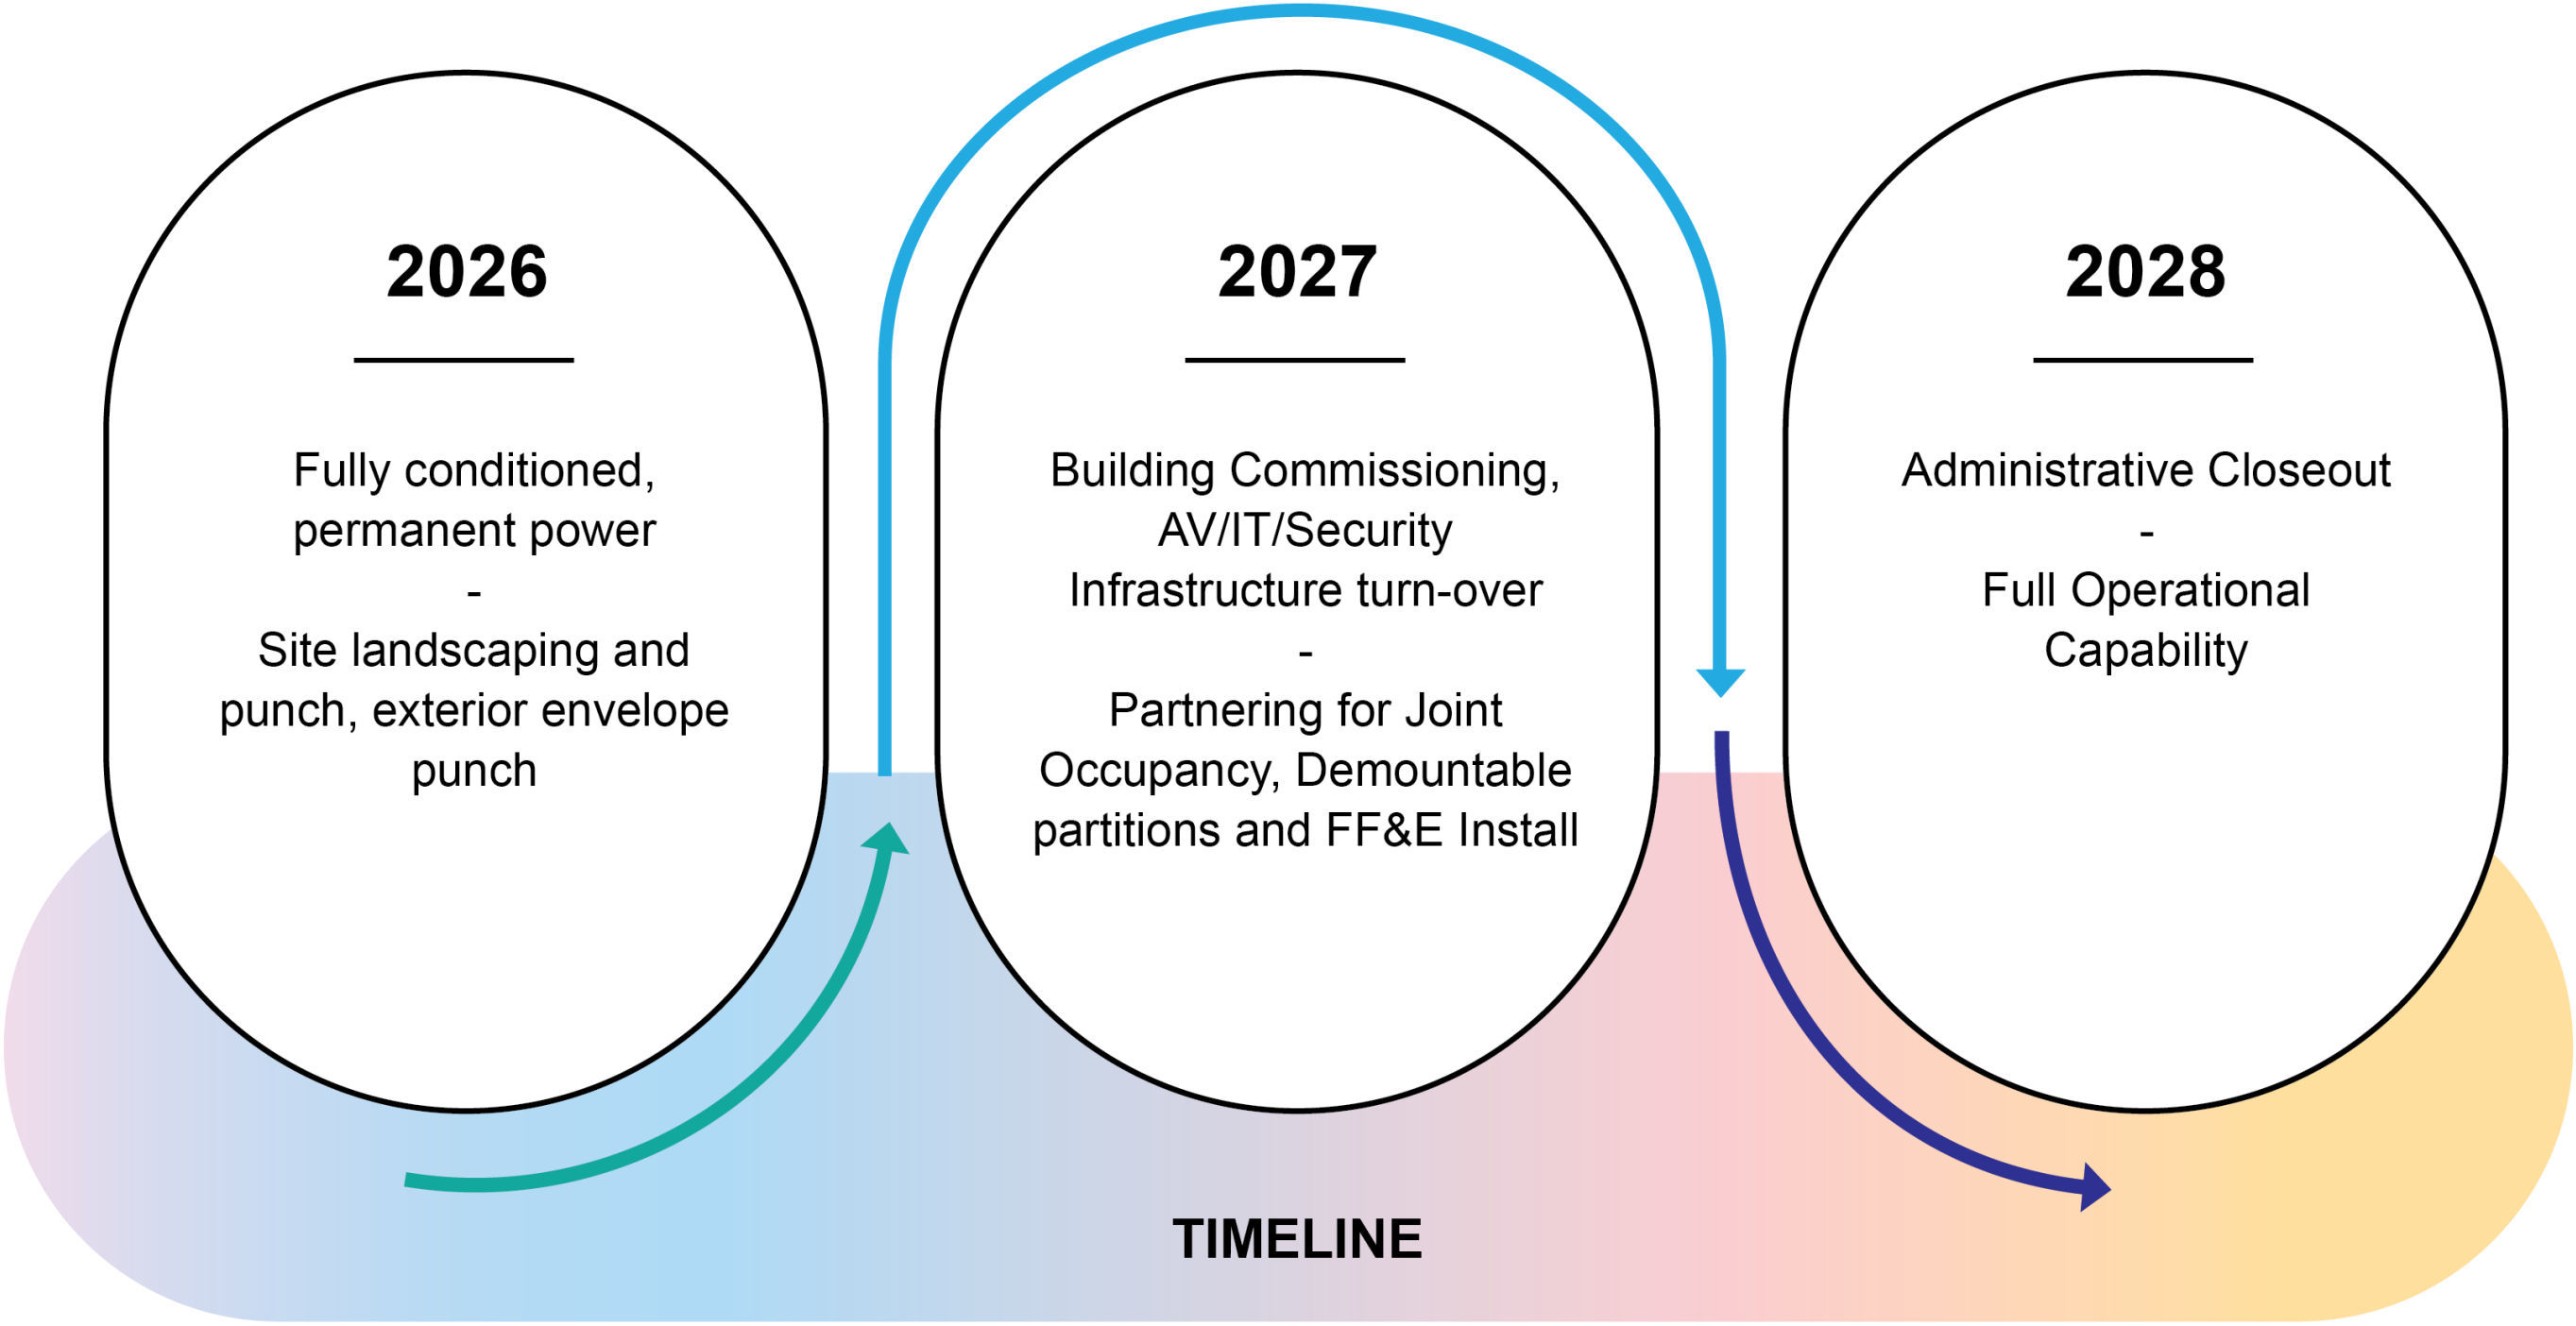 2026
Fully conditioned,
permanent power
-
Site landscaping and
punch, exterior envelope
punch
2027
Building Commissioning,
AV/IT/Security
Infrastructure turn-over
-
Partnering for Joint
Occupancy, Demountable
partitions and FF&E Install
2028
Administrative Closeout
-
Full Operational
Capability
TIMELINE